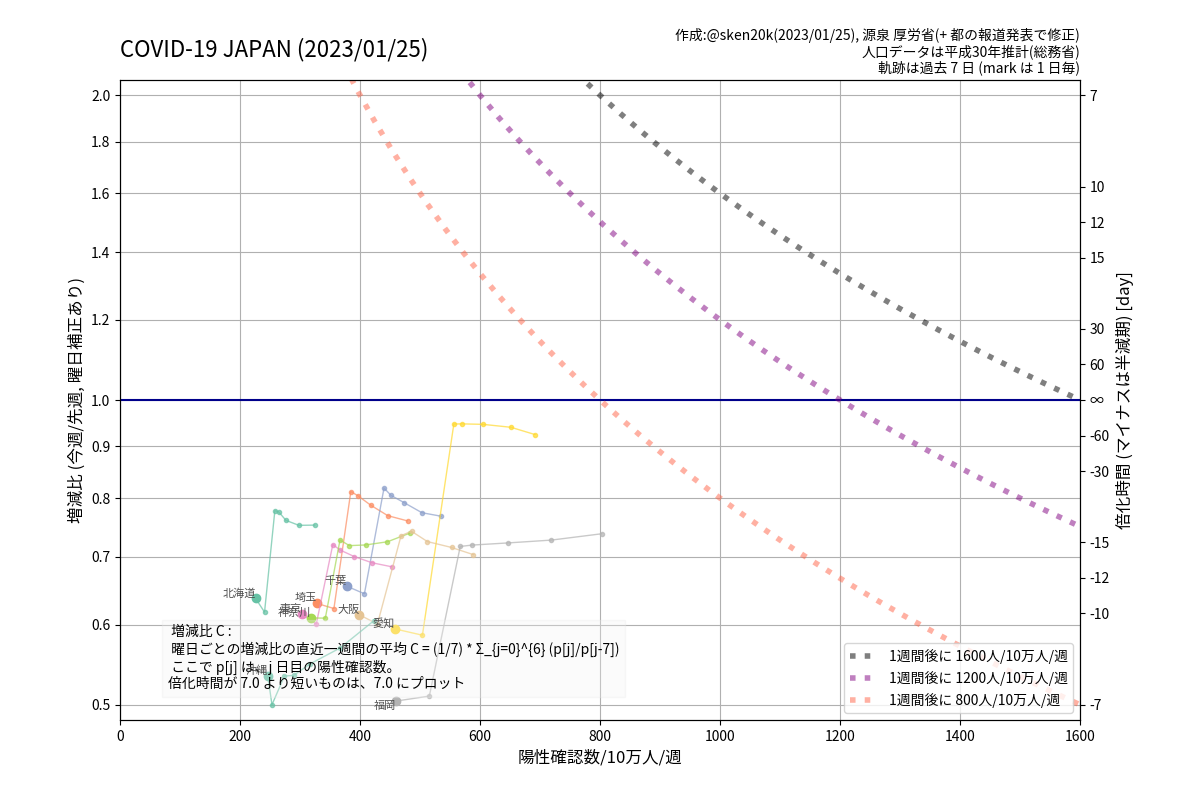 COVID-19 JAPAN (2023/01/25)
作成:@sken20k(2023/01/25), 源泉 厚労省(+ 都の報道発表で修正)
人口データは平成30年推計(総務省)
軌跡は過去 7 日 (mark は 1 日毎)
増減比 (今週/先週, 曜日補正あり)
2.0
1.8
1.6
1.4
1.2
1.0
0.9
0.8
0.7
0.6
0.5
7
10
12
15
30
60
∞
-60
-30
-15
-12
-10
-7
倍化時間 (マイナスは半減期) [day]
千葉
北海道
埼玉
東京
神奈川
大阪
愛知
沖縄
福岡
増減比 C :
曜日ごとの増減比の直近一週間の平均 C = (1/7) * Σ_{j=0}^{6} (p[j]/p[j-7])
ここで p[j] は、-j 日目の陽性確認数。
倍化時間が 7.0 より短いものは、7.0 にプロット
1週間後に 1600人/10万人/週
1週間後に 1200人/10万人/週
1週間後に 800人/10万人/週
0
200
400
600
800
1000
1200
1400
1600
陽性確認数/10万人/週